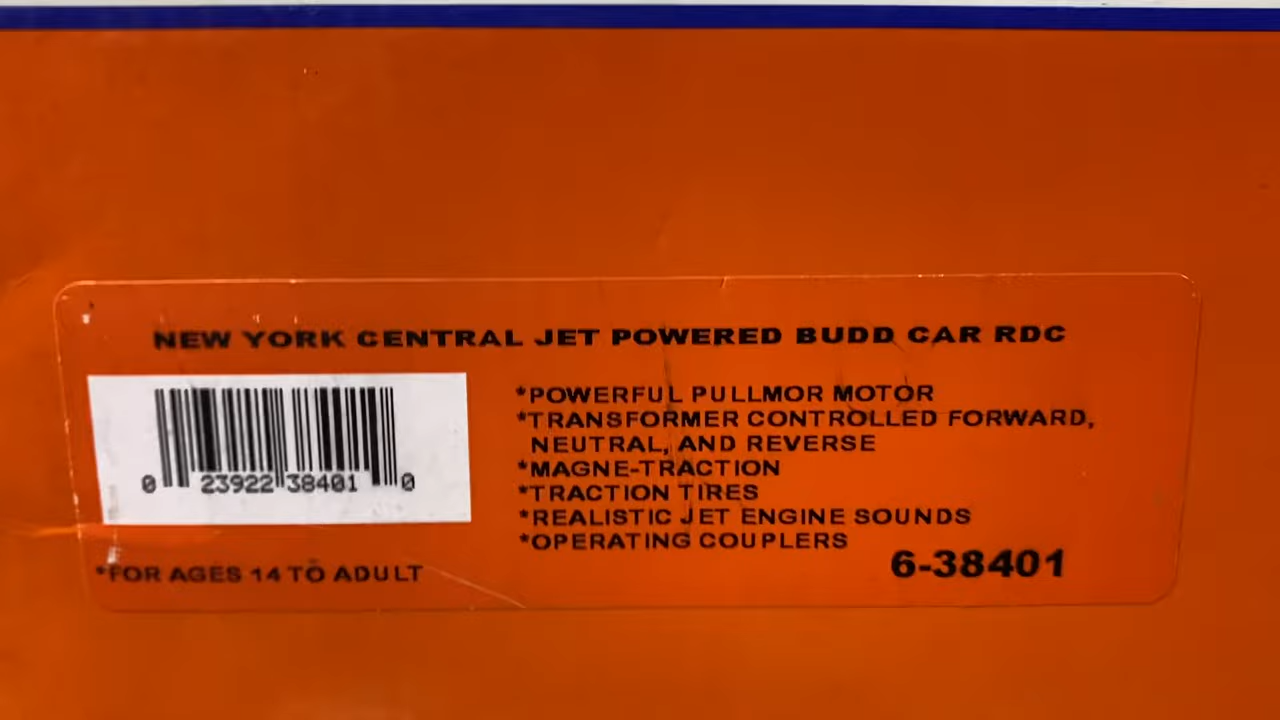 NEW YORK CENTRAL JET POWERED BUDD CAR RDC
*POWERFUL PULLMOR MOTOR
*TRANSFORMER CONTROLLED FORWARD,
NEUTRAL, AND REVERSE
*MAGNE-TRACTION
*TRACTION TIRES
*REALISTIC JET ENGINE SOUNDS
*OPERATING COUPLERS
6-38401
0 23922 38401 0
*FOR AGES 14 TO ADULT